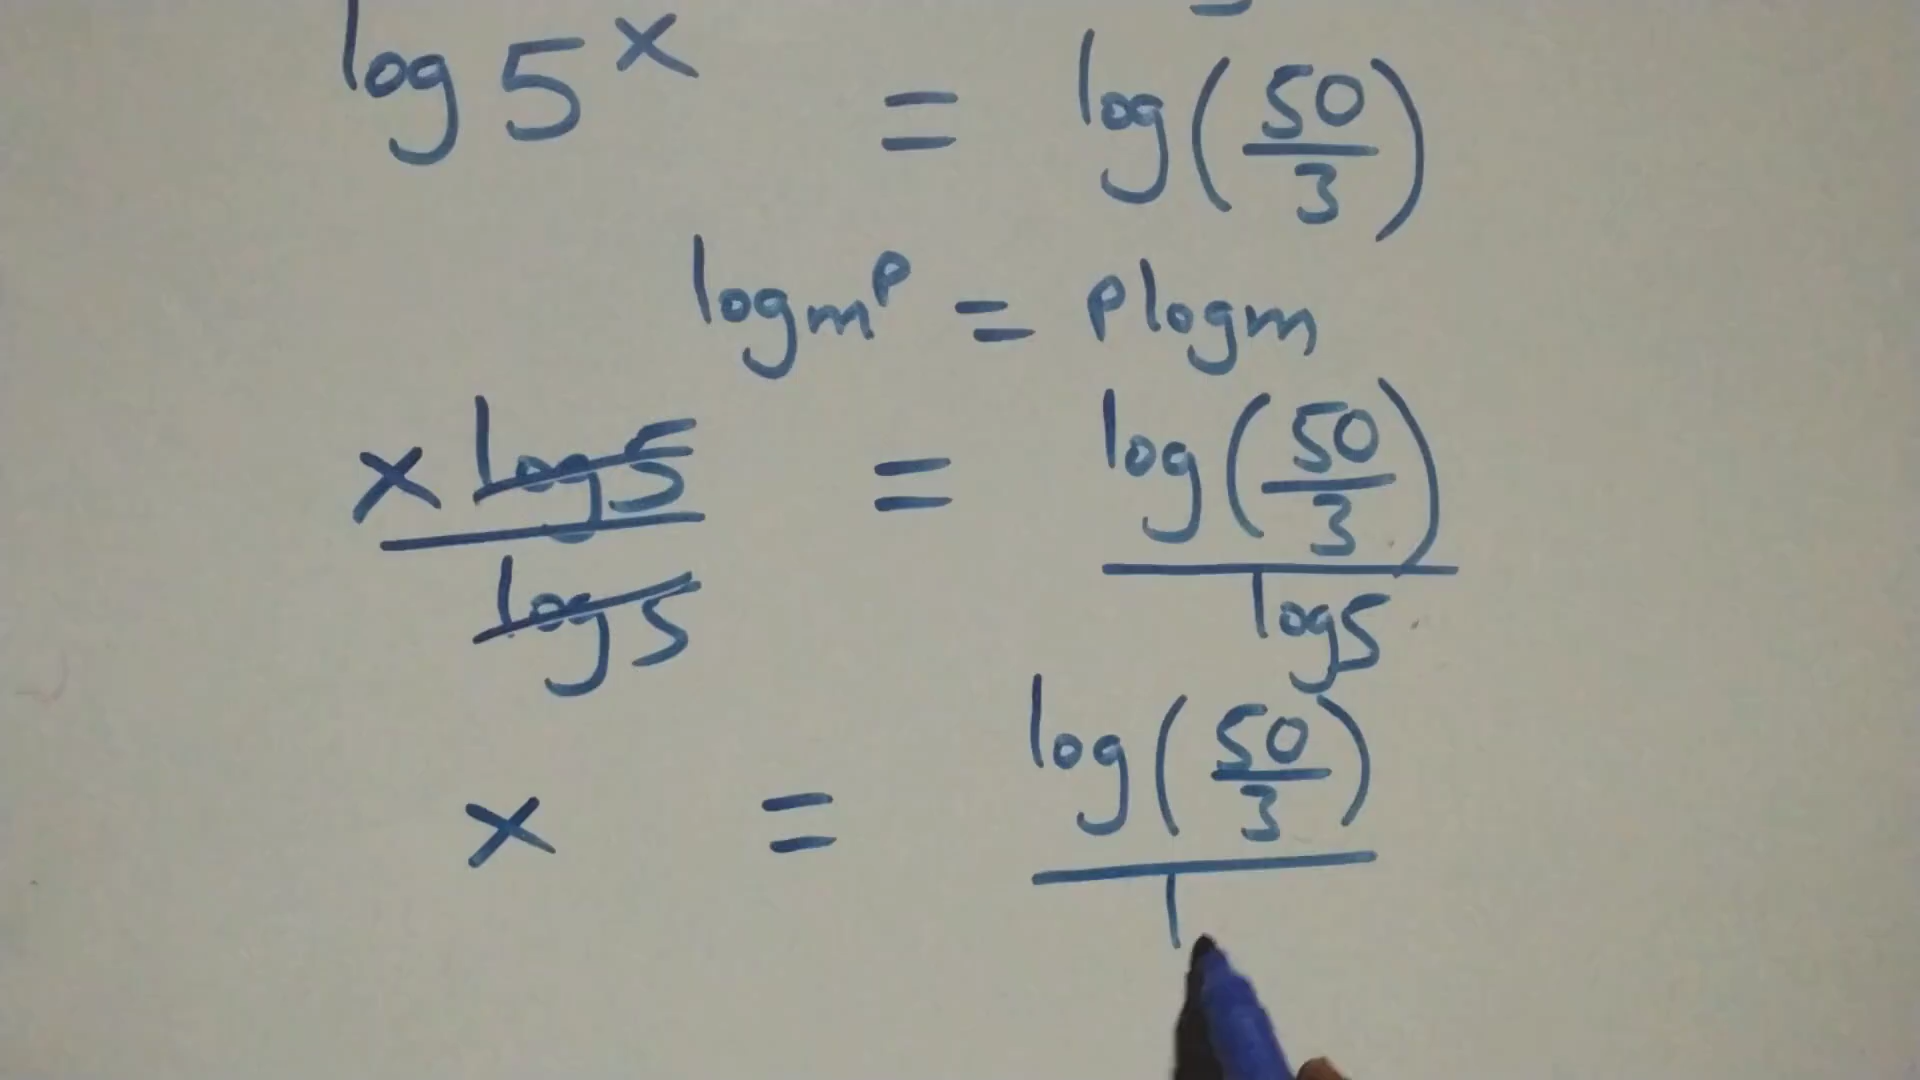 log 5^x = log(50/3)
log m^p = p log m
x log 5 / log 5 = log(50/3) / log 5
x = log(50/3) / l